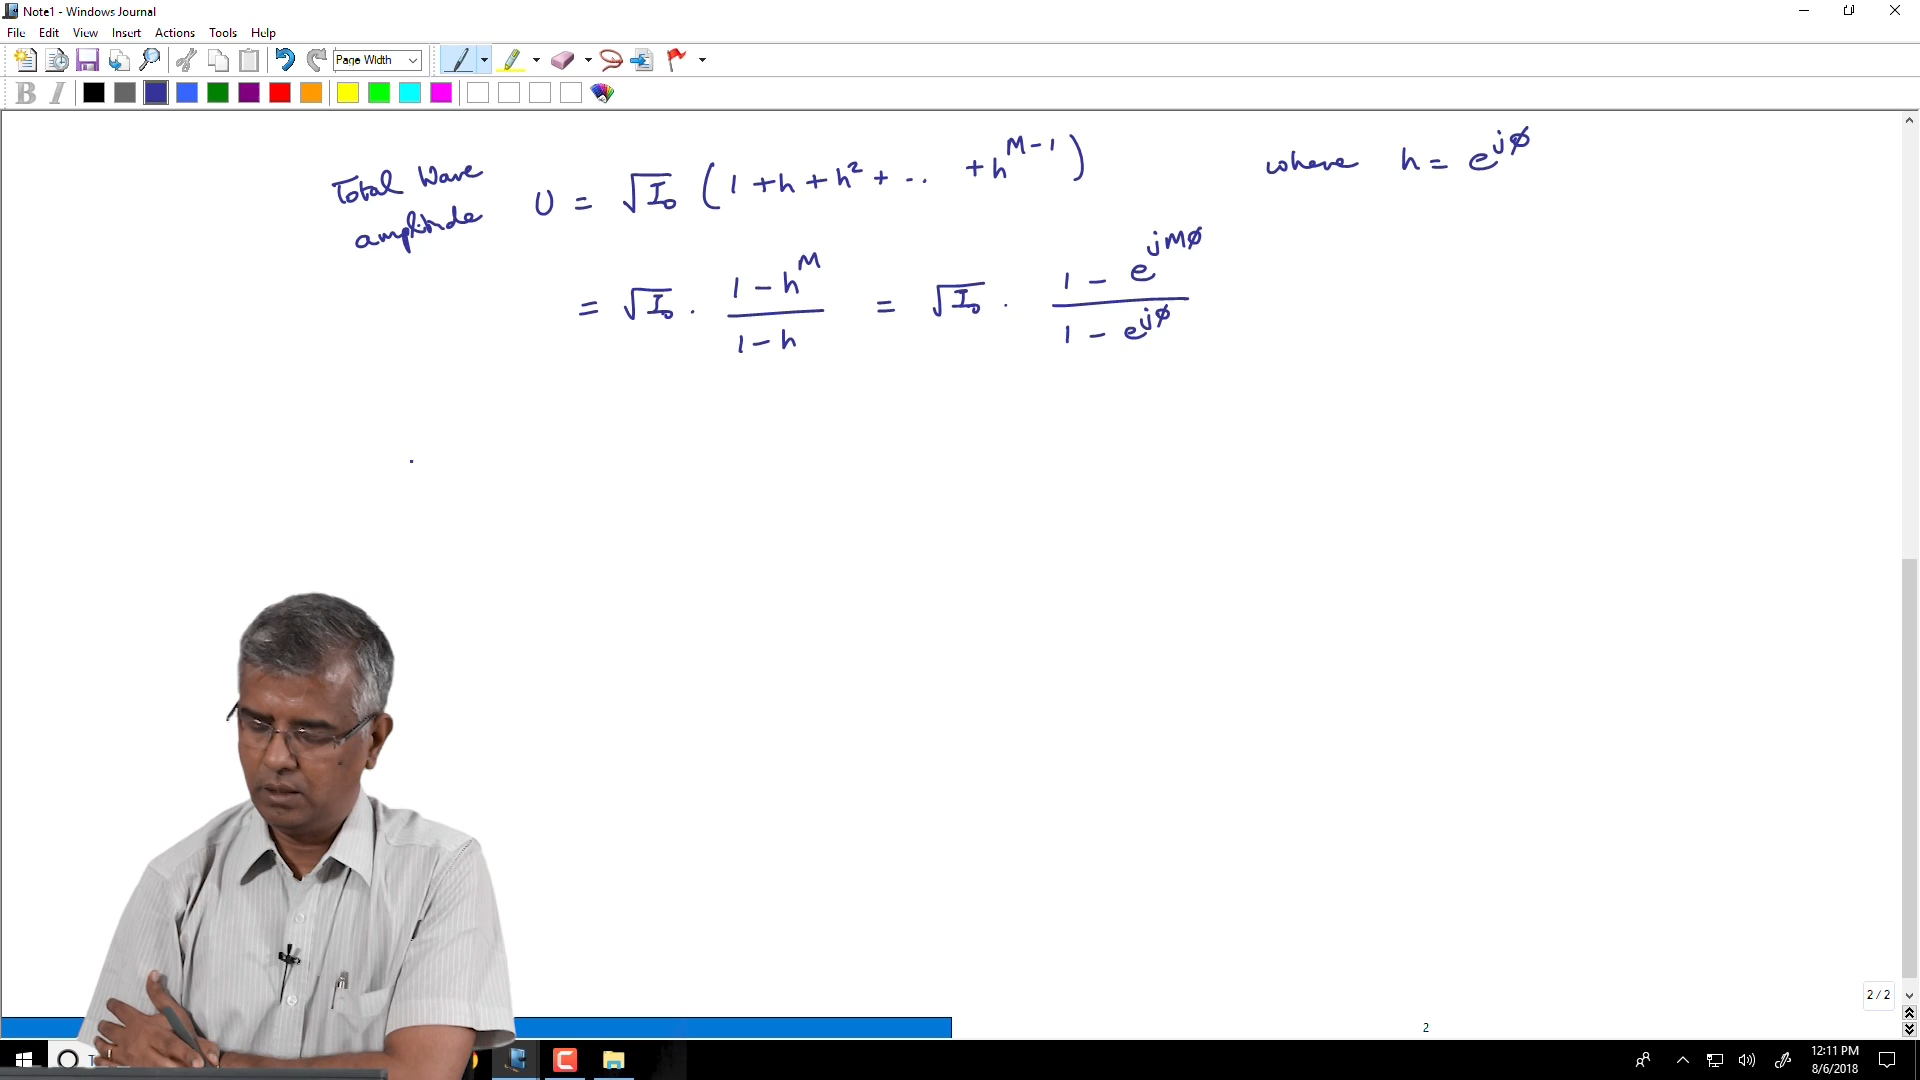 Note1 - Windows Journal
File Edit View Insert Actions Tools Help
Page Width
B I
Total Wave amplitude U = √I₀ (1 + h + h² + .. + h^{M-1}) where h = e^{jφ}
= √I₀ · (1 - h^M)/(1 - h) = √I₀ · (1 - e^{jMφ})/(1 - e^{jφ})
2 / 2
2
12:11 PM
8/6/2018